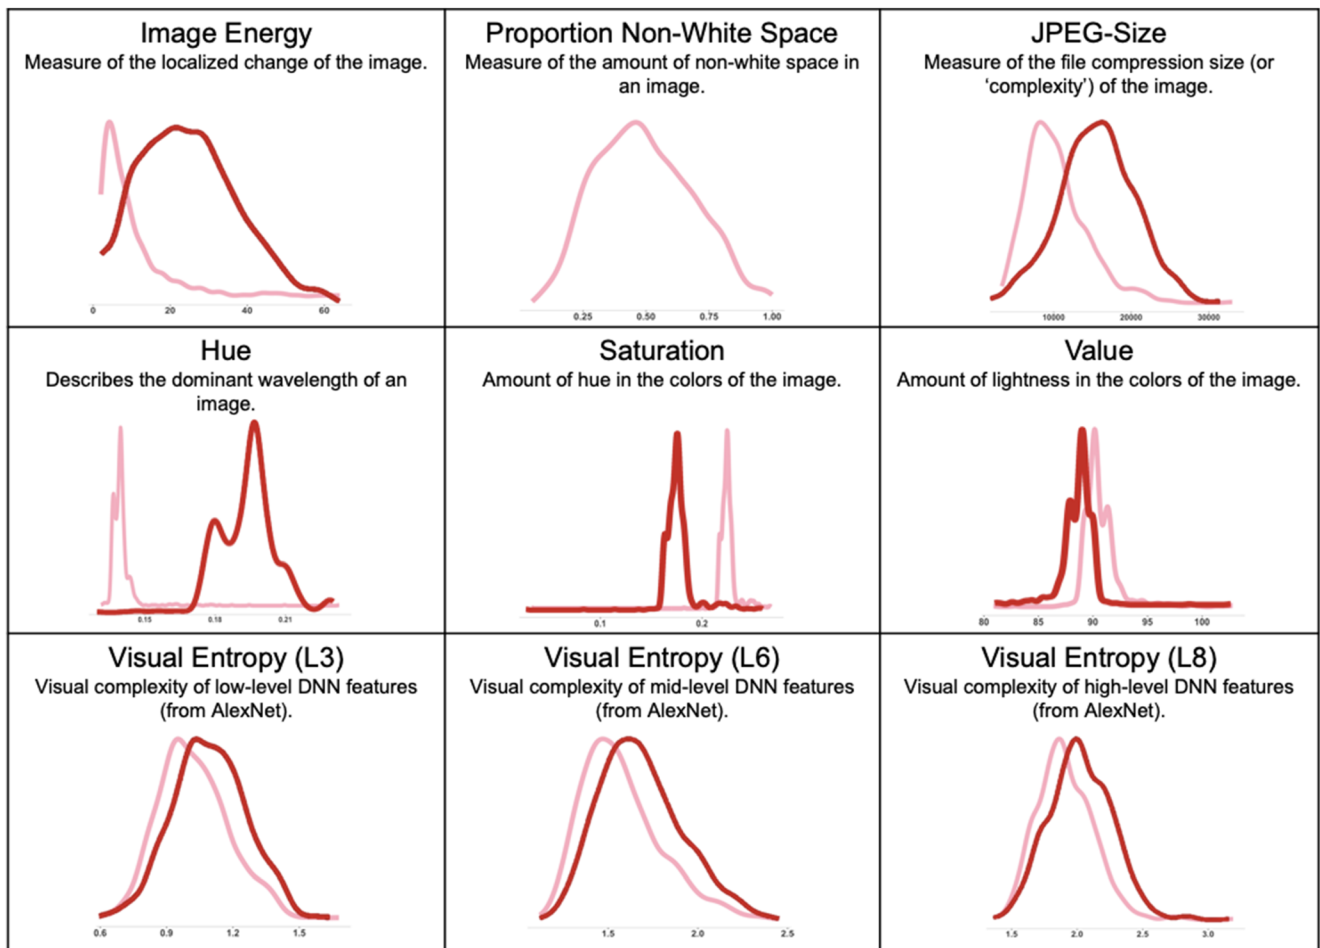 Image Energy
Measure of the localized change of the image.
0 20 40 60
Proportion Non-White Space
Measure of the amount of non-white space in
an image.
0.25 0.50 0.75 1.00
JPEG-Size
Measure of the file compression size (or
‘complexity’) of the image.
10000 20000 30000
Hue
Describes the dominant wavelength of an
image.
0.15 0.18 0.21
Saturation
Amount of hue in the colors of the image.
0.1 0.2
Value
Amount of lightness in the colors of the image.
80 85 90 95 100
Visual Entropy (L3)
Visual complexity of low-level DNN features
(from AlexNet).
0.6 0.9 1.2 1.5
Visual Entropy (L6)
Visual complexity of mid-level DNN features
(from AlexNet).
1.5 2.0 2.5
Visual Entropy (L8)
Visual complexity of high-level DNN features
(from AlexNet).
1.5 2.0 2.5 3.0